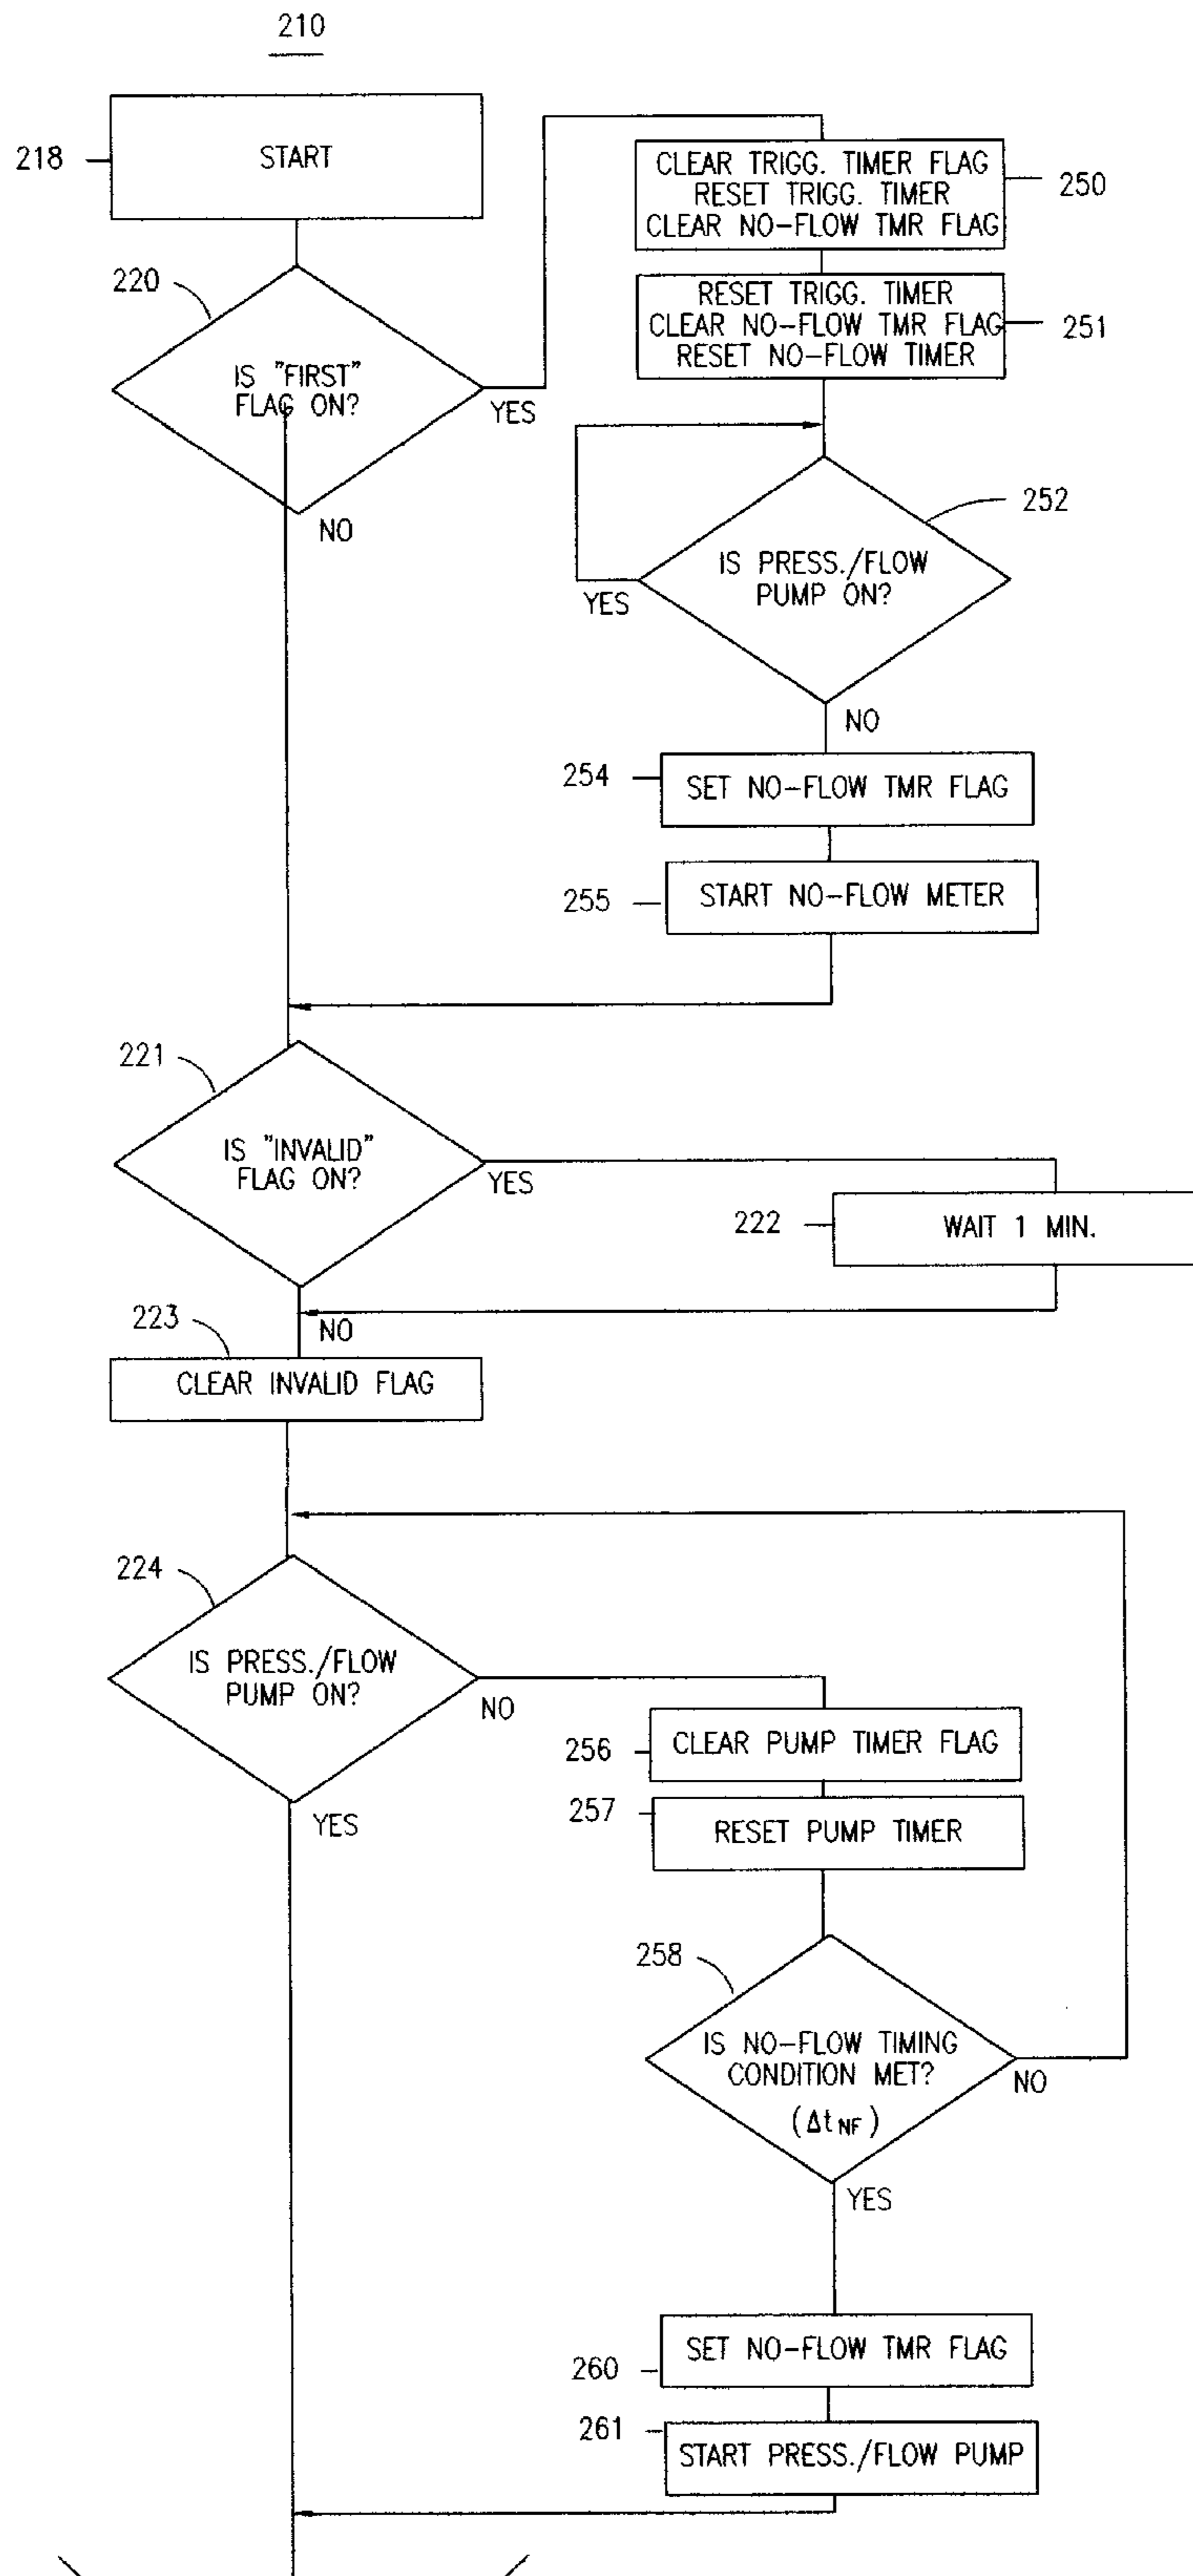 210
218
START
220
IS "FIRST"
FLAG ON?
YES
NO
CLEAR TRIGG. TIMER FLAG
RESET TRIGG. TIMER
CLEAR NO-FLOW TMR FLAG
250
RESET TRIGG. TIMER
CLEAR NO-FLOW TMR FLAG
RESET NO-FLOW TIMER
251
252
IS PRESS./FLOW
PUMP ON?
YES
NO
254
SET NO-FLOW TMR FLAG
255
START NO-FLOW METER
221
IS "INVALID"
FLAG ON?
YES
222
WAIT 1 MIN.
NO
223
CLEAR INVALID FLAG
224
IS PRESS./FLOW
PUMP ON?
NO
YES
256
CLEAR PUMP TIMER FLAG
257
RESET PUMP TIMER
258
IS NO-FLOW TIMING
CONDITION MET?
(Δt NF)
NO
YES
260
SET NO-FLOW TMR FLAG
261
START PRESS./FLOW PUMP